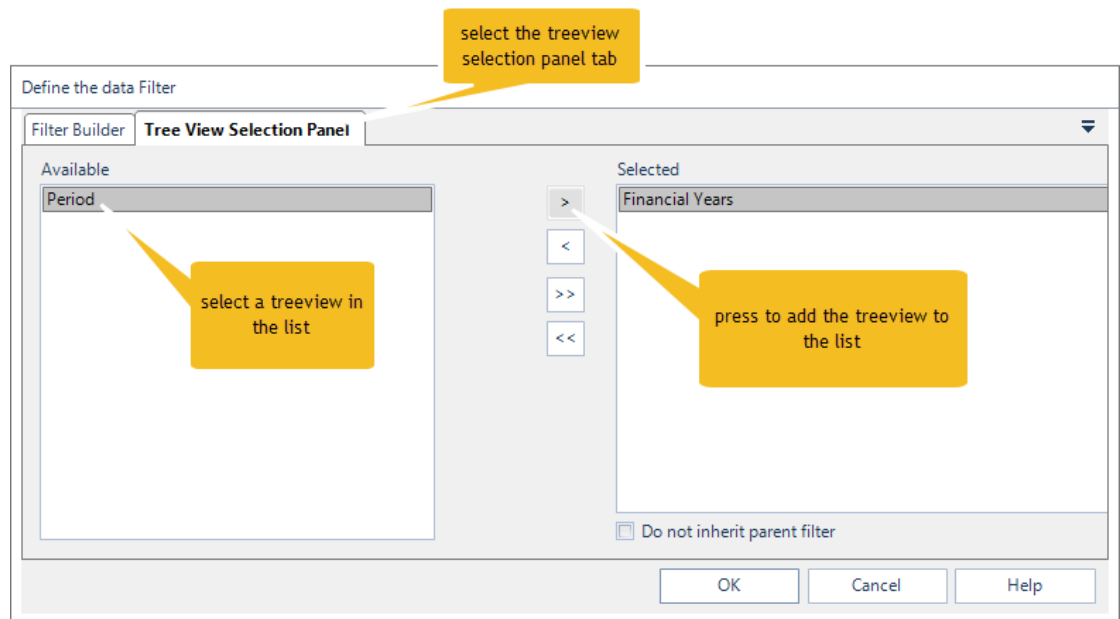 select the treeview
selection panel tab
Define the data Filter
Filter Builder
Tree View Selection Panel
Available
Selected
Period
>
Financial Years
<
select a treeview in
the list
>>
press to add the treeview to
the list
<<
Do not inherit parent filter
OK
Cancel
Help